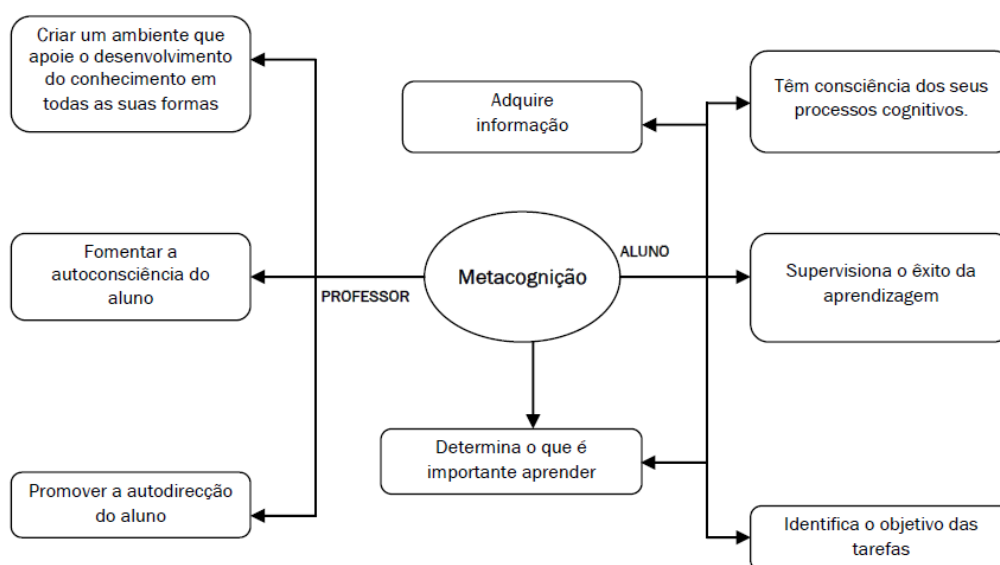 Criar um ambiente que
apoie o desenvolvimento
do conhecimento em
todas as suas formas
Adquire
informação
Têm consciência dos seus
processos cognitivos.
Fomentar a
autoconsciência do
aluno
PROFESSOR
Metacognição
ALUNO
Supervisiona o êxito da
aprendizagem
Determina o que é
importante aprender
Promover a autodirecção
do aluno
Identifica o objetivo das
tarefas